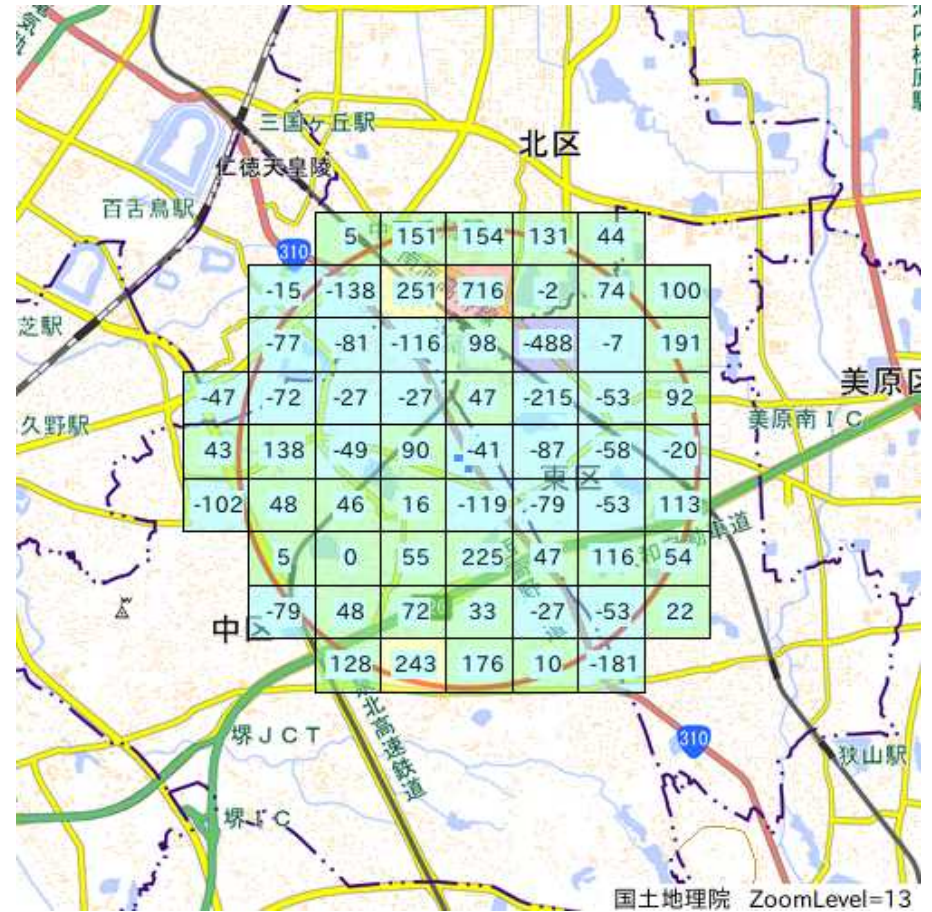 三国ヶ丘駅
北区
仁徳天皇陵
百舌鳥駅
310
5 151 154 131 44
-15 -138 251 716 -2 74 100
芝駅
-77 -81 -116 98 -488 -7 191
美原区
-47 -72 -27 -27 47 -215 -53 92
久野駅
美原南IC
43 138 -49 90 -41 -87 -58 -20
東区
-102 48 46 16 -119 -79 -53 113
5 0 55 225 47 116 54
中区
-79 48 72 33 -27 -53 22
128 243 176 10 -181
堺JCT
北高速鉄道
310
狭山駅
堺IC
国土地理院 ZoomLevel=13